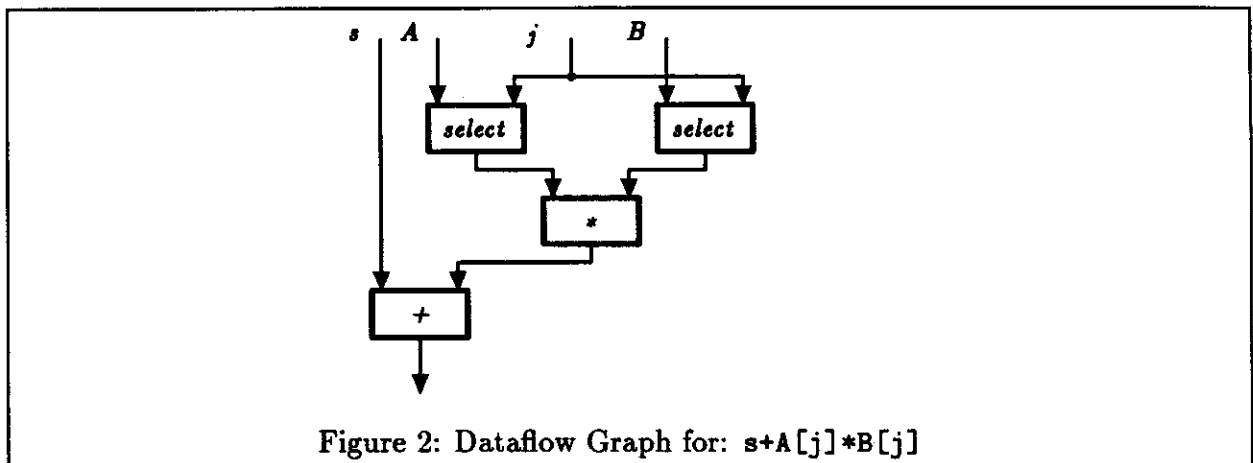 s A j B
select select
*
+
Figure 2: Dataflow Graph for: s+A[j]*B[j]